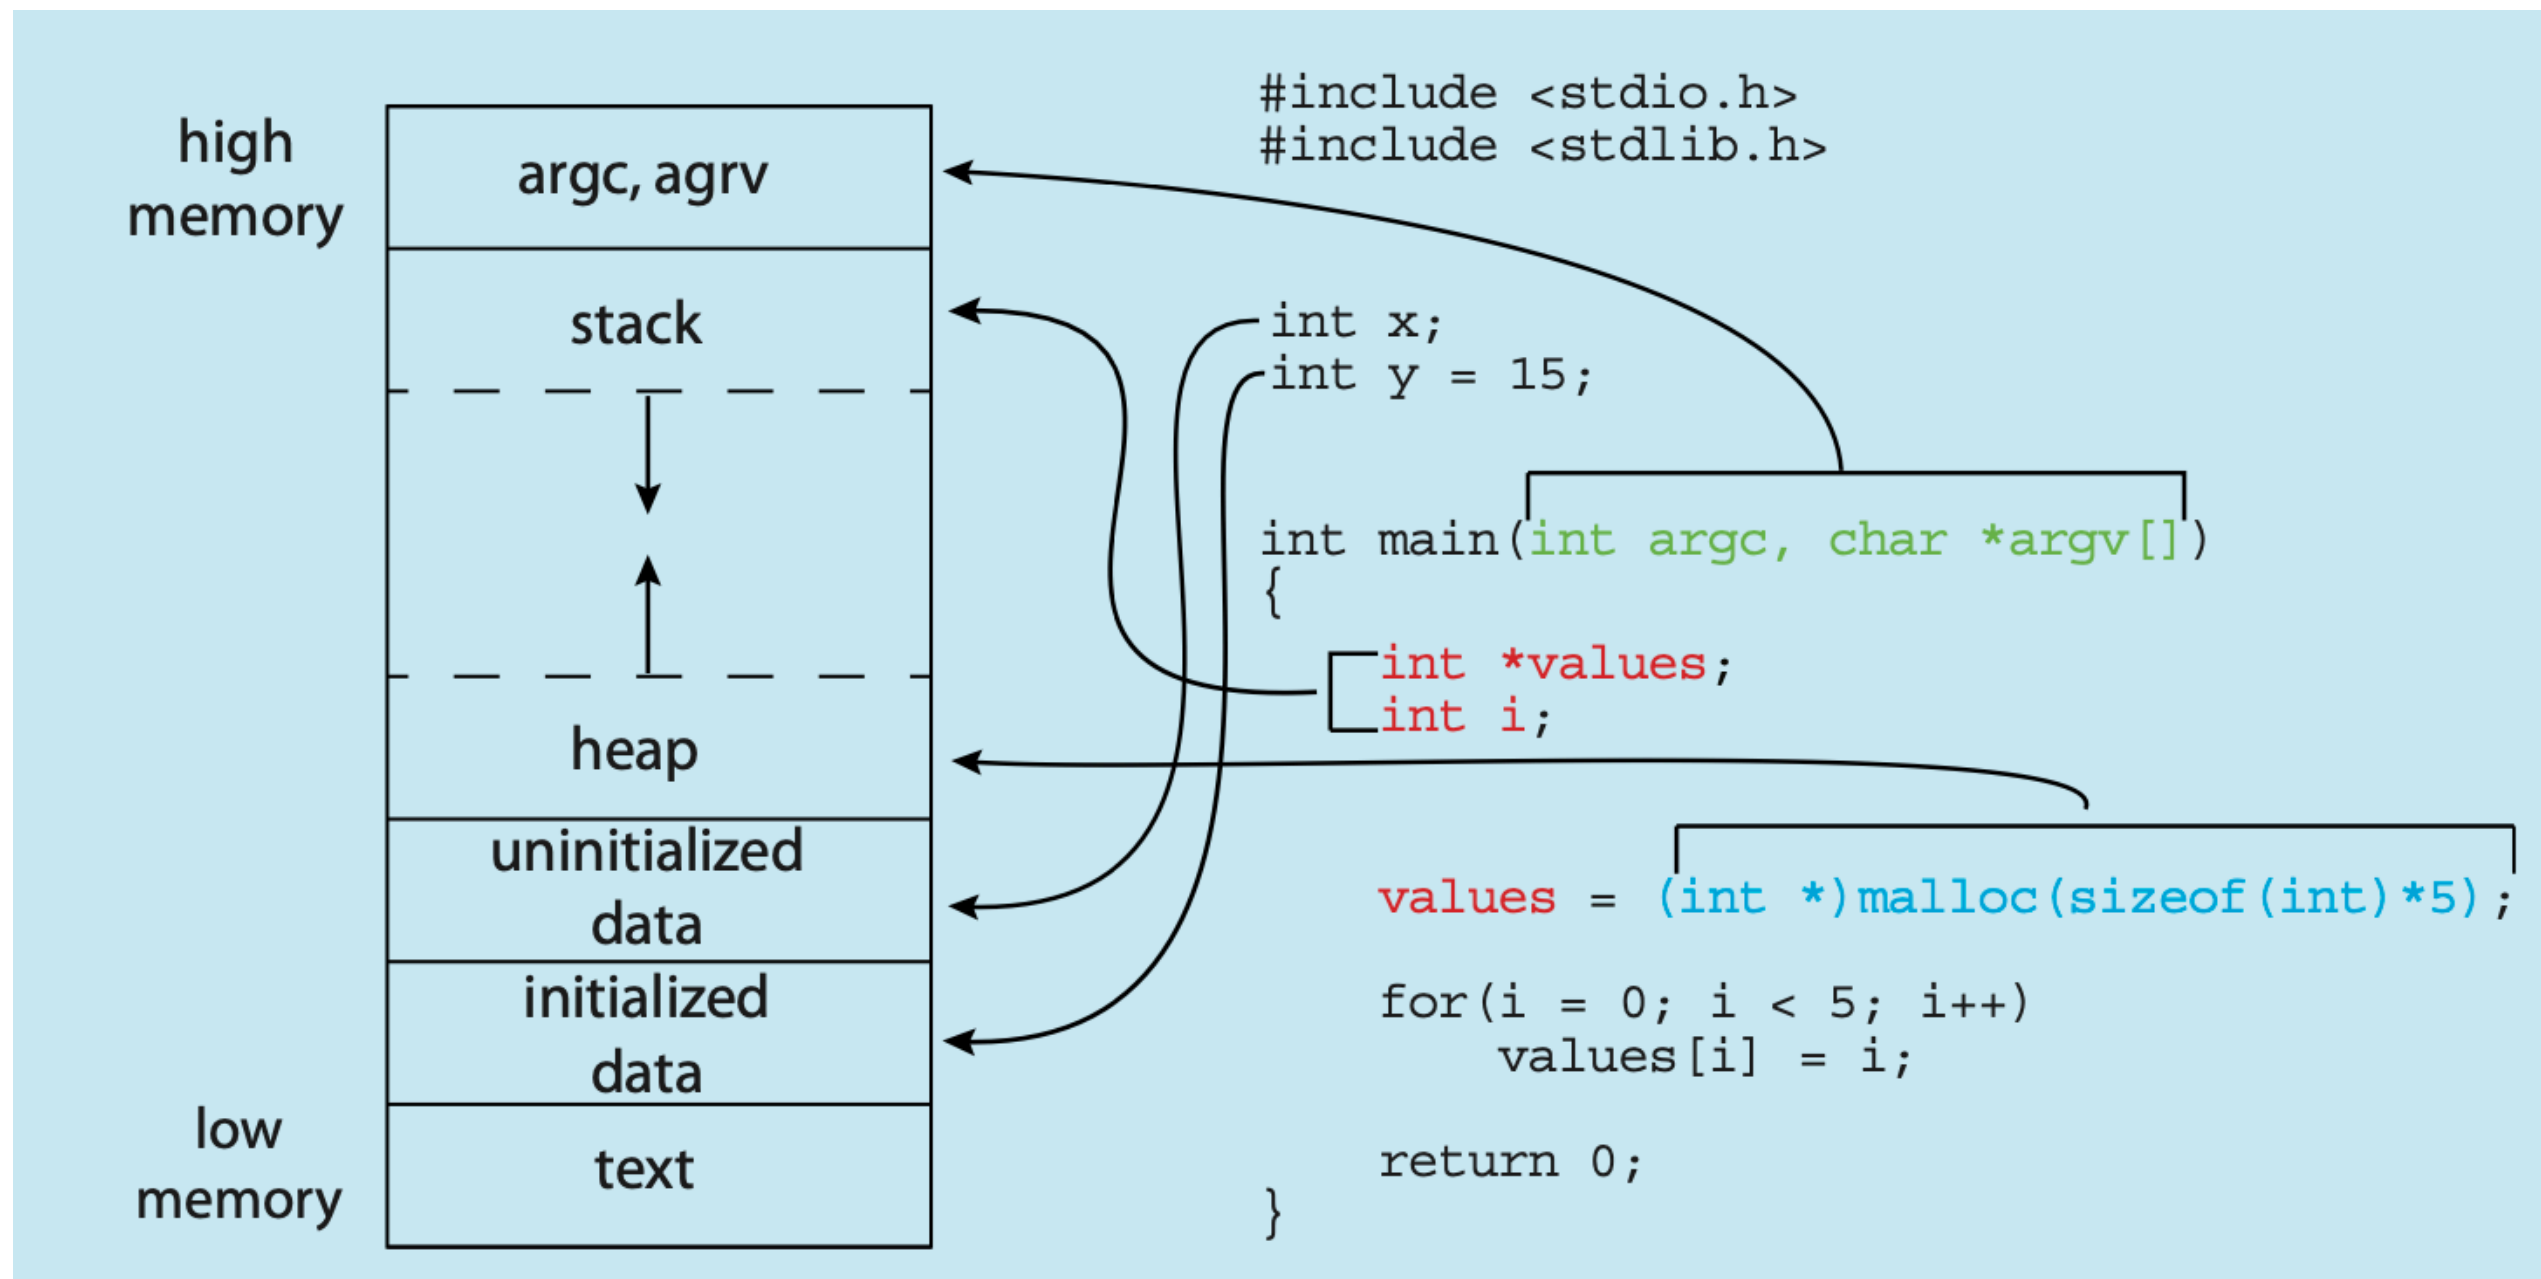 high
memory
argc, agrv
stack
heap
uninitialized
data
initialized
data
low
memory
text
#include <stdio.h>
#include <stdlib.h>
int x;
int y = 15;
int main(int argc, char *argv[])
{
int *values;
int i;
values = (int *)malloc(sizeof(int)*5);
for(i = 0; i < 5; i++)
values[i] = i;
return 0;
}